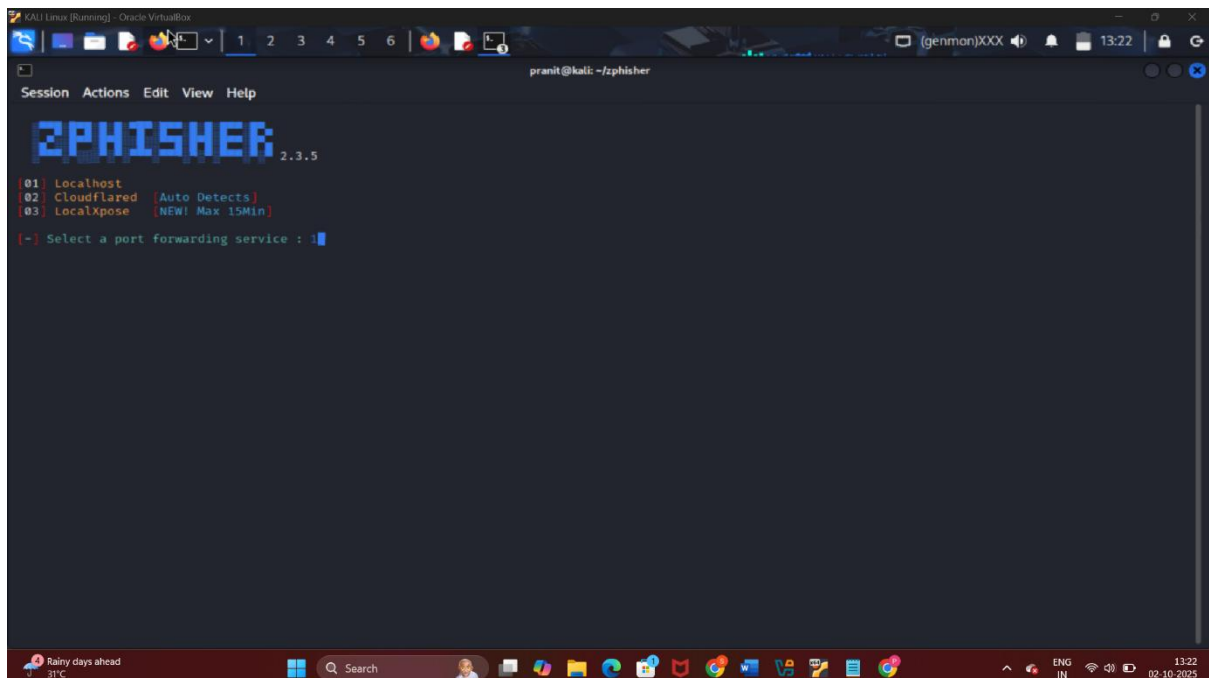 KALI Linux [Running] - Oracle VirtualBox
1 2 3 4 5 6
(genmon)XXX
13:22
pranit@kali: ~/zphisher
Session Actions Edit View Help
ZPHISHER 2.3.5
[01] Localhost
[02] Cloudflared [Auto Detects]
[03] LocalXpose [NEW! Max 15Min]
[-] Select a port forwarding service : 1
4
Rainy days ahead
31°C
Search
ENG
IN
13:22
02-10-2025